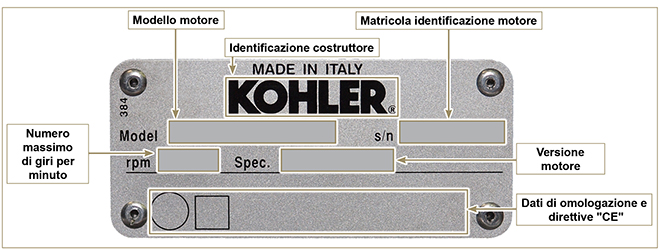 Modello motore
Matricola identificazione motore
Identificazione costruttore
MADE IN ITALY
KOHLER®
384
Model
s/n
Numero
massimo
di giri per
minuto
rpm
Spec.
Versione
motore
Dati di omologazione e
direttive "CE"